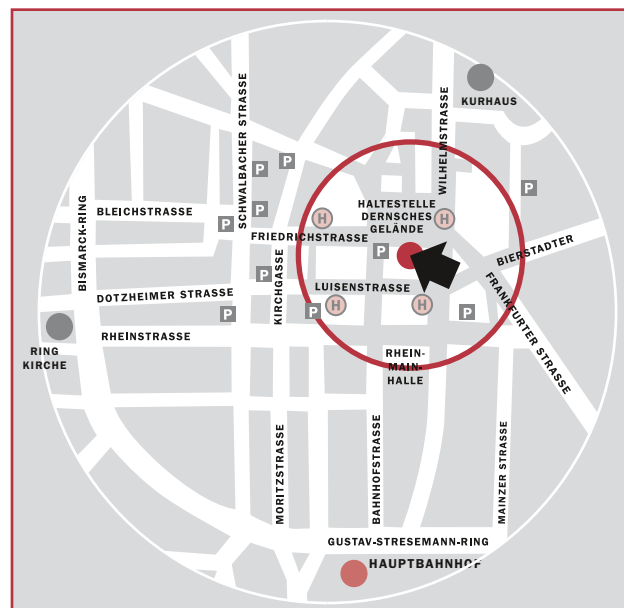 KURHAUS
WILHELMSTRASSE
SCHWALBACHER STRASSE
P
P
P
P
P
BLEICHSTRASSE
BISMARCK-RING
HALTESTELLE
DERNSCHES
GELÄNDE
H
H
FRIEDRICHSTRASSE
P
BIERSTADTER
KIRCHGASSE
P
LUISENSTRASSE
FRANKFURTER STRASSE
DOTZHEIMER STRASSE
H
H
P
P
P
RHEINSTRASSE
RING
KIRCHE
RHEIN-
MAIN-
HALLE
MORITZSTRASSE
BAHNHOFSTRASSE
MAINZER STRASSE
GUSTAV-STRESEMANN-RING
HAUPTBAHNHOF